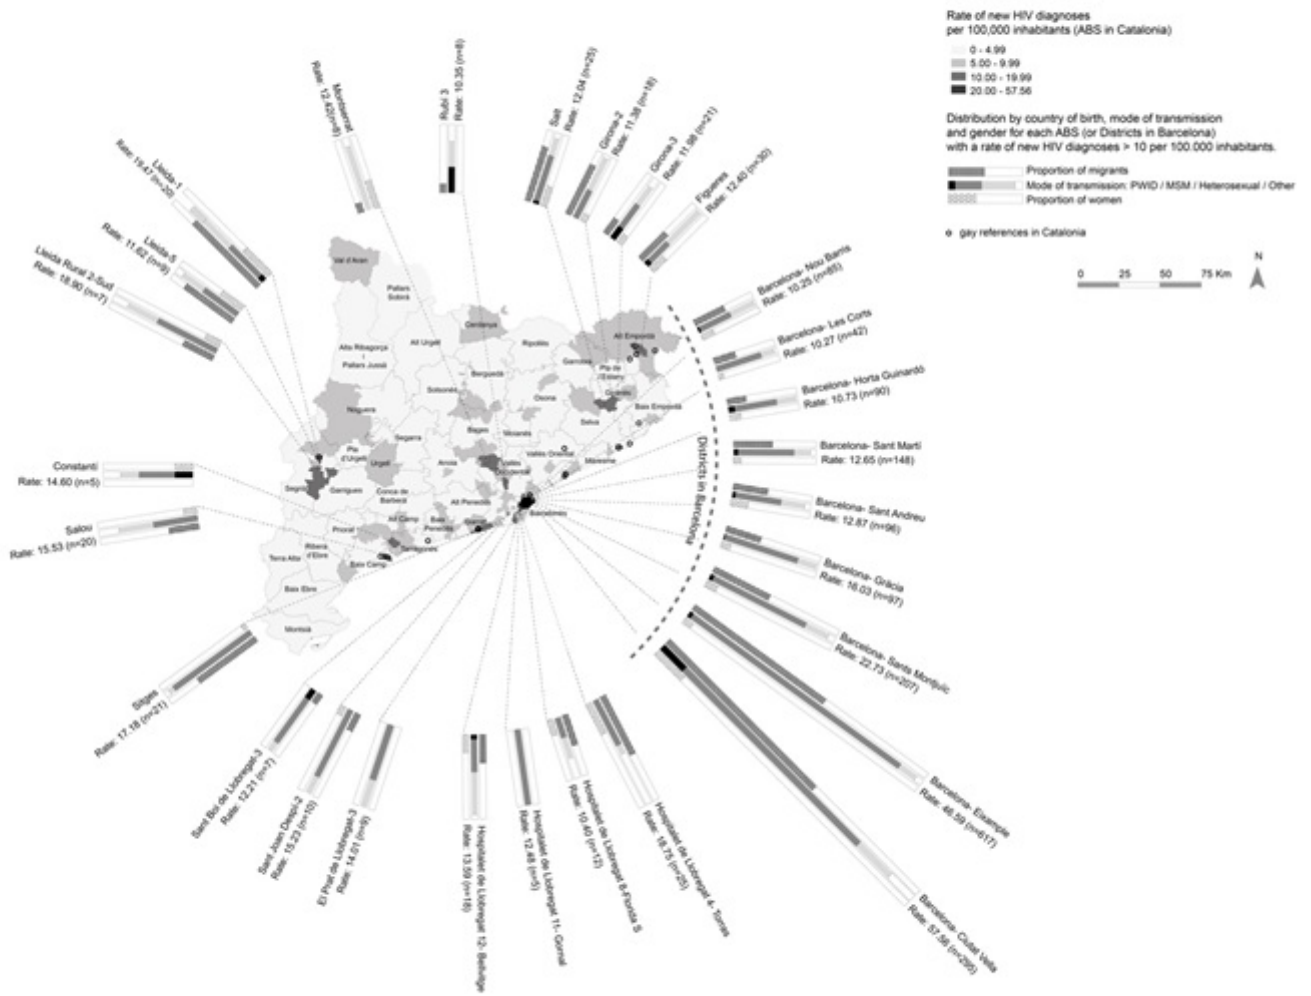 Rate of new HIV diagnoses
per 100,000 inhabitants (ABS in Catalonia)
0 - 4.99
5.00 - 9.99
10.00 - 19.99
20.00 - 57.56
Distribution by country of birth, mode of transmission
and gender for each ABS (or Districts in Barcelona)
with a rate of new HIV diagnoses > 10 per 100.000 inhabitants.
Proportion of migrants
Mode of transmission: PWID / MSM / Heterosexual / Other
Proportion of women
gay references in Catalonia
N
0 25 50 75 Km
Montserrat
Rate: 12.42(n=8)
Rubí 3
Rate: 10.35 (n=8)
Salt
Rate: 12.04 (n=25)
Girona-2
Rate: 11.38 (n=18)
Girona-3
Rate: 11.98 (n=21)
Figueres
Rate: 12.40 (n=30)
Barcelona- Nou Barris
Rate: 10.25 (n=85)
Barcelona- Les Corts
Rate: 10.27 (n=42)
Barcelona- Horta Guinardó
Rate: 10.73 (n=90)
Barcelona- Sant Martí
Rate: 12.65 (n=148)
Barcelona- Sant Andreu
Rate: 12.87 (n=96)
Barcelona- Gràcia
Rate: 16.03 (n=97)
Barcelona- Sants Montjuïc
Rate: 22.73 (n=207)
Barcelona- Eixample
Rate: 46.59 (n=617)
Barcelona- Ciutat Vella
Rate: 57.56 (n=295)
Districts in Barcelona
Hospitalet de Llobregat 4- Torras
Rate: 18.75 (n=25)
Hospitalet de Llobregat 8-Florida S
Rate: 10.40 (n=12)
Hospitalet de Llobregat 11- Gornal
Rate: 12.48 (n=5)
Hospitalet de Llobregat 12- Bellvitge
Rate: 13.59 (n=18)
El Prat de Llobregat-3
Rate: 14.01 (n=9)
Sant Joan Despí-2
Rate: 15.23 (n=10)
Sant Boi de Llobregat-3
Rate: 12.21 (n=7)
Sitges
Rate: 17.18 (n=21)
Salou
Rate: 15.53 (n=20)
Constantí
Rate: 14.60 (n=5)
Lleida Rural 2-Sud
Rate: 18.90 (n=7)
Lleida-5
Rate: 11.62 (n=9)
Lleida-1
Rate: 19.47 (n=20)
Val d'Aran
Pallars
Sobirà
Alta Ribagorça
Pallars Jussà
Alt Urgell
Cerdanya
Ripollès
Garrotxa
Alt Empordà
Pla de
l'Estany
Gironès
Baix Empordà
Selva
Osona
Berguedà
Solsonès
Noguera
Bages
Moianès
Segarra
Pla
d'Urgell
Urgell
Anoia
Vallès Oriental
Vallès
Occidental
Maresme
Segrià
Garrigues
Conca de
Barberà
Alt Penedès
Barcelonès
Alt Camp
Baix
Penedès
Priorat
Tarragonès
Ribera
d'Ebre
Terra Alta
Baix Camp
Baix Ebre
Montsià